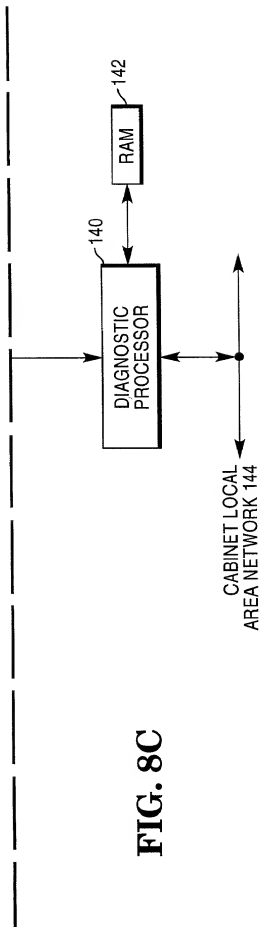 142
RAM
140
DIAGNOSTIC
PROCESSOR
CABINET LOCAL
AREA NETWORK 144
FIG. 8C